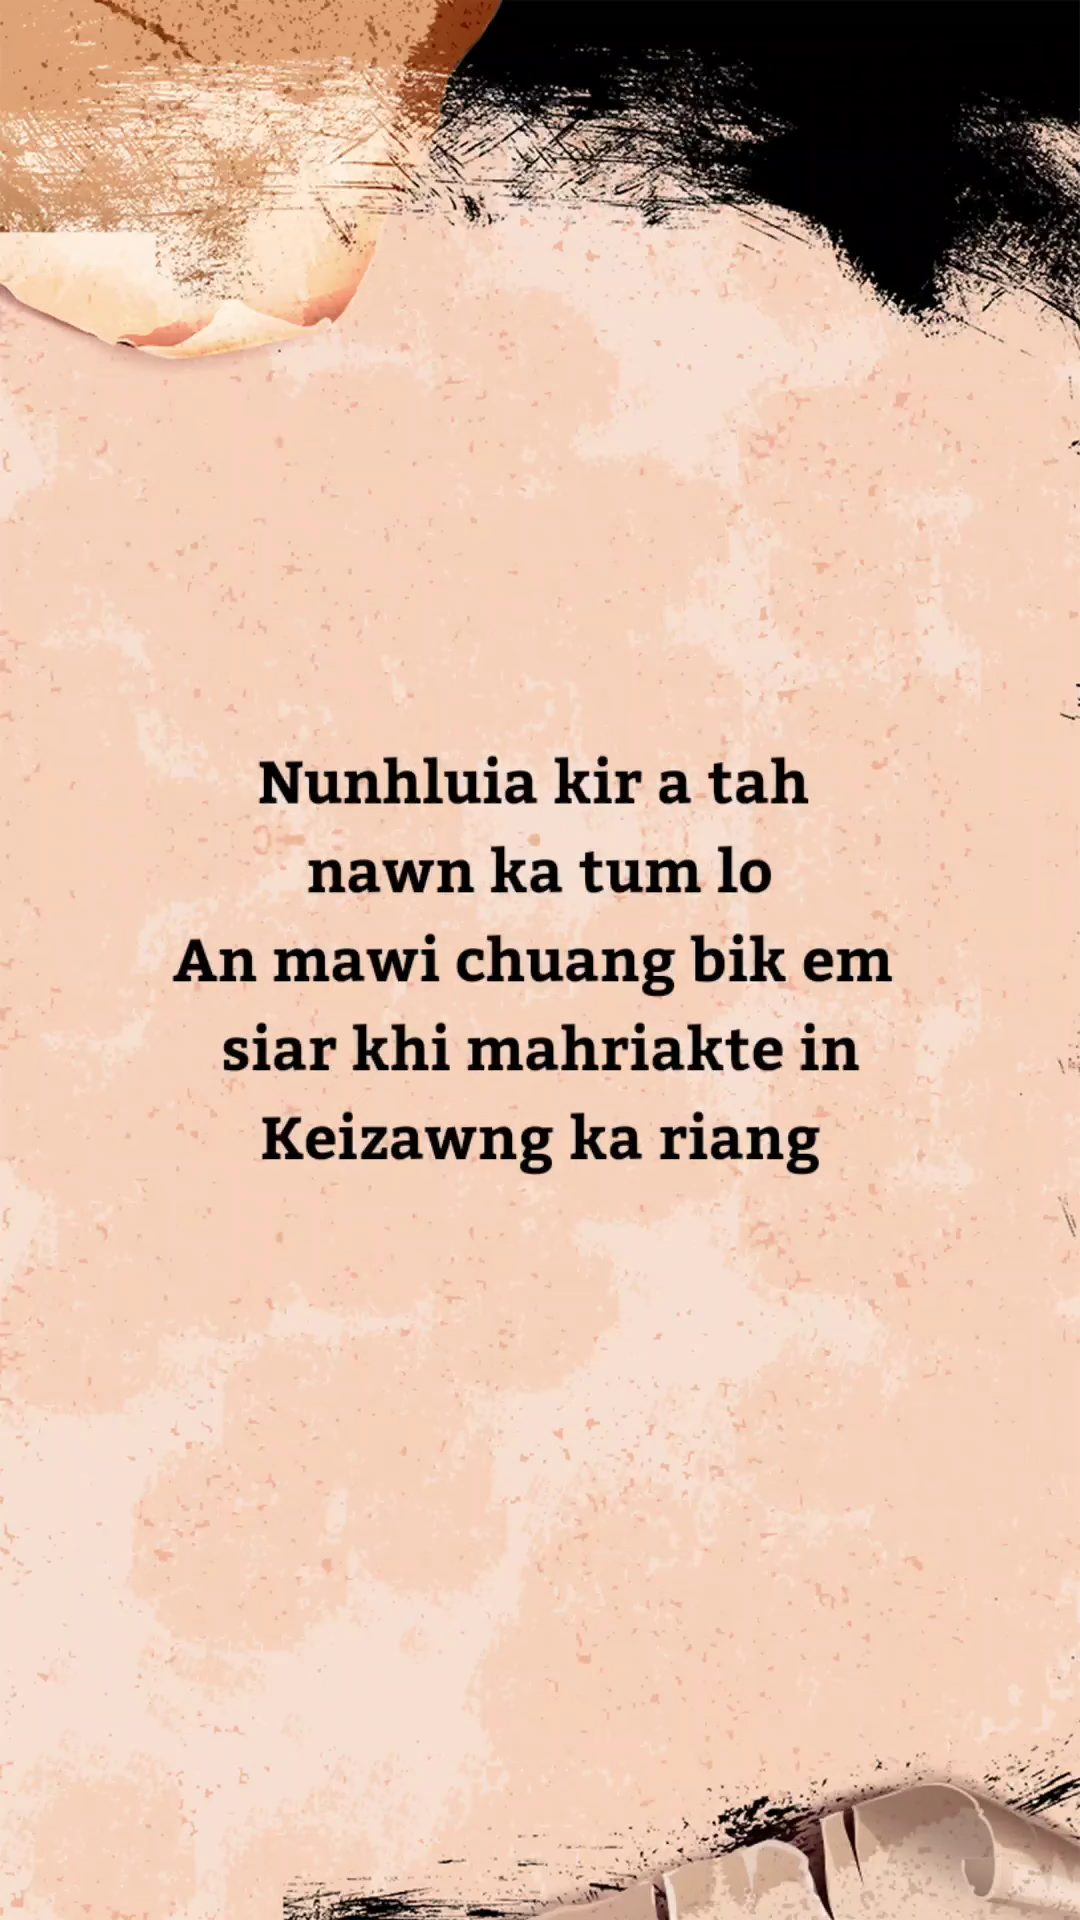 Nunhluia kir a tah
nawn ka tum lo
An mawi chuang bik em
siar khi mahriakte in
Keizawng ka riang